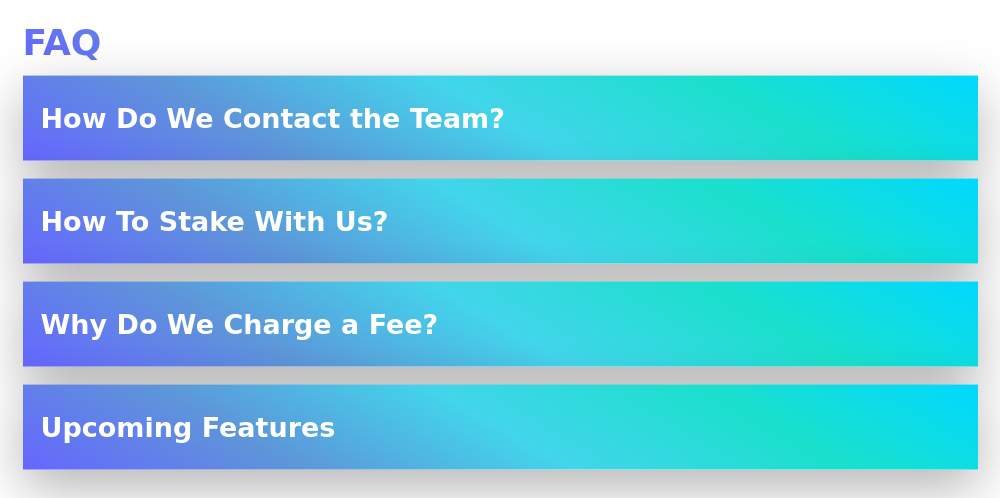 FAQ
How Do We Contact the Team?
How To Stake With Us?
Why Do We Charge a Fee?
Upcoming Features